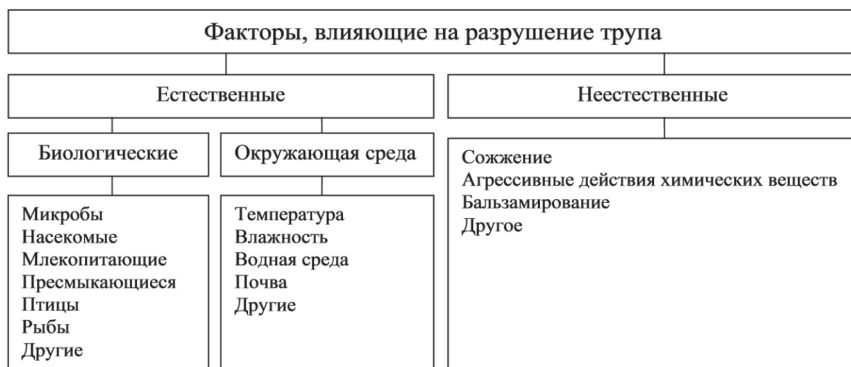 Факторы, влияющие на разрушение трупа
Естественные
Неестественные
Биологические
Окружающая среда
Микробы
Насекомые
Млекопитающие
Пресмыкающиеся
Птицы
Рыбы
Другие
Температура
Влажность
Водная среда
Почва
Другие
Сожжение
Агрессивные действия химических веществ
Бальзамирование
Другое